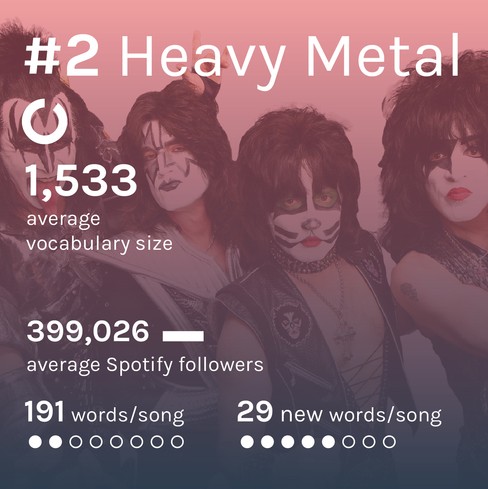 #2 Heavy Metal
1,533
average
vocabulary size
399,026
average Spotify followers
191 words/song
29 new words/song